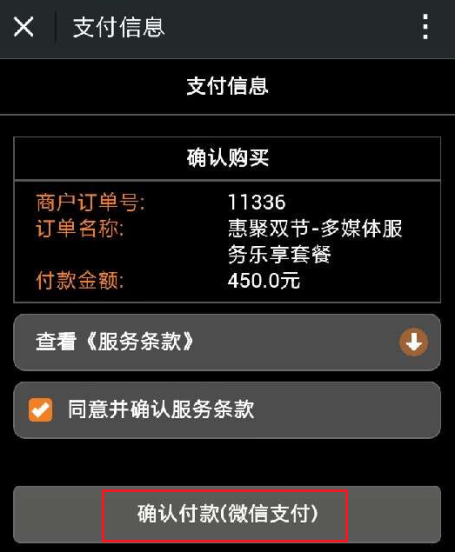 支付信息
支付信息
确认购买
商户订单号: 11336
订单名称: 惠聚双节-多媒体服
务乐享套餐
付款金额: 450.0元
查看《服务条款》
同意并确认服务条款
确认付款(微信支付)